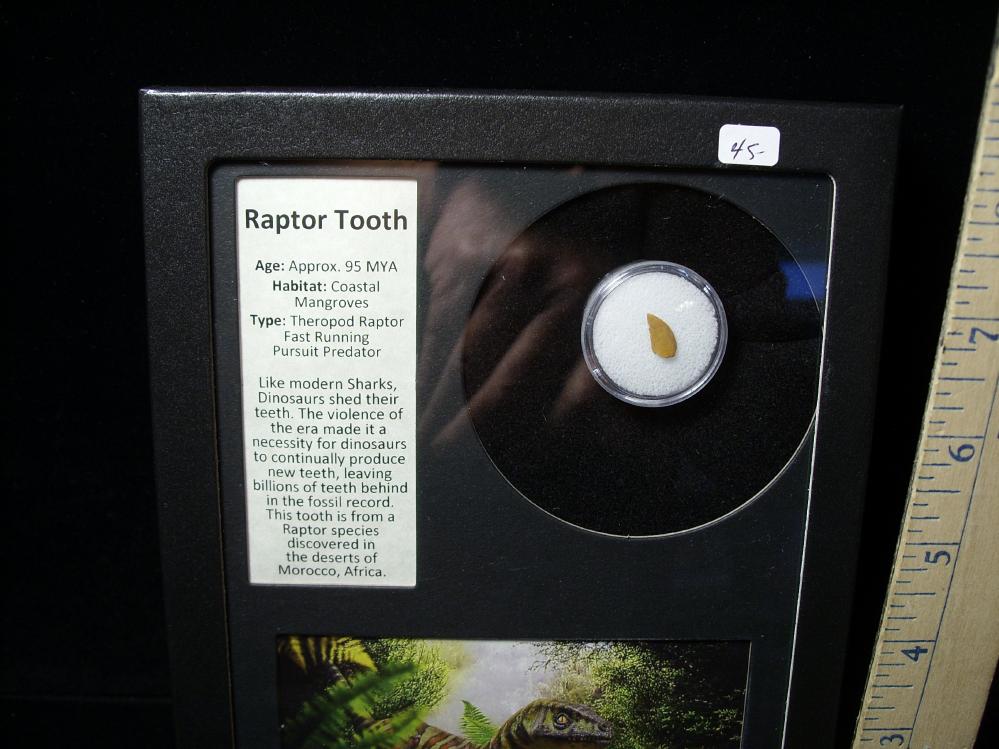 45-
Raptor Tooth
Age: Approx. 95 MYA
Habitat: Coastal
Mangroves
Type: Theropod Raptor
Fast Running
Pursuit Predator
Like modern Sharks,
Dinosaurs shed their
teeth. The violence of
the era made it a
necessity for dinosaurs
to continually produce
new teeth, leaving
billions of teeth behind
in the fossil record.
This tooth is from a
Raptor species
discovered in
the deserts of
Morocco, Africa.
7
6
5
4
3